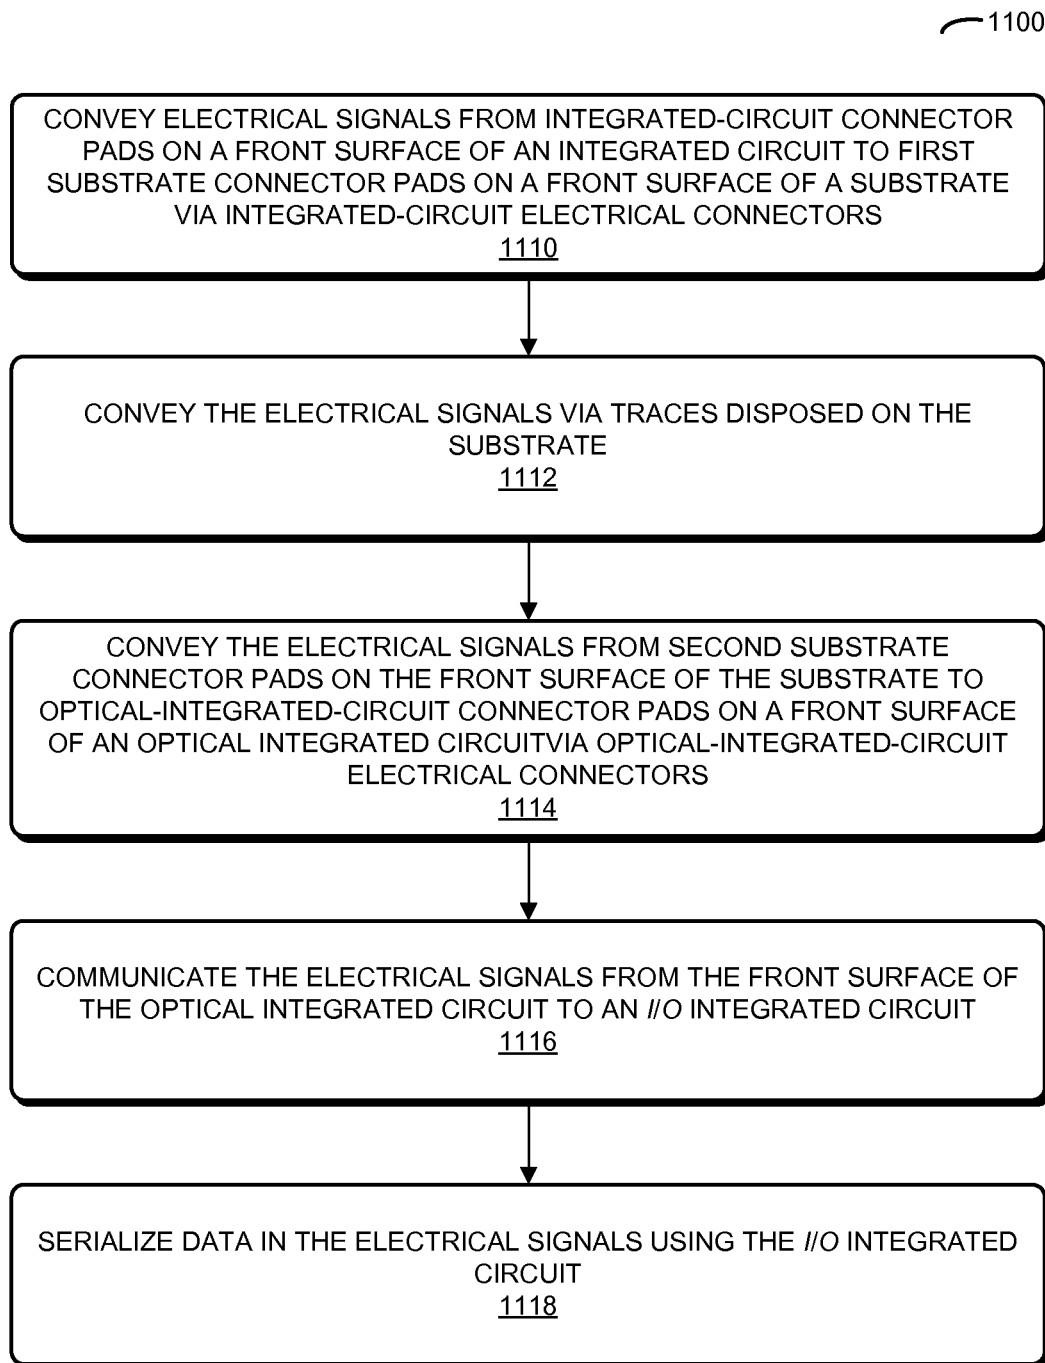 1100
CONVEY ELECTRICAL SIGNALS FROM INTEGRATED-CIRCUIT CONNECTOR
PADS ON A FRONT SURFACE OF AN INTEGRATED CIRCUIT TO FIRST
SUBSTRATE CONNECTOR PADS ON A FRONT SURFACE OF A SUBSTRATE
VIA INTEGRATED-CIRCUIT ELECTRICAL CONNECTORS
1110
CONVEY THE ELECTRICAL SIGNALS VIA TRACES DISPOSED ON THE
SUBSTRATE
1112
CONVEY THE ELECTRICAL SIGNALS FROM SECOND SUBSTRATE
CONNECTOR PADS ON THE FRONT SURFACE OF THE SUBSTRATE TO
OPTICAL-INTEGRATED-CIRCUIT CONNECTOR PADS ON A FRONT SURFACE
OF AN OPTICAL INTEGRATED CIRCUITVIA OPTICAL-INTEGRATED-CIRCUIT
ELECTRICAL CONNECTORS
1114
COMMUNICATE THE ELECTRICAL SIGNALS FROM THE FRONT SURFACE OF
THE OPTICAL INTEGRATED CIRCUIT TO AN I/O INTEGRATED CIRCUIT
1116
SERIALIZE DATA IN THE ELECTRICAL SIGNALS USING THE I/O INTEGRATED
CIRCUIT
1118